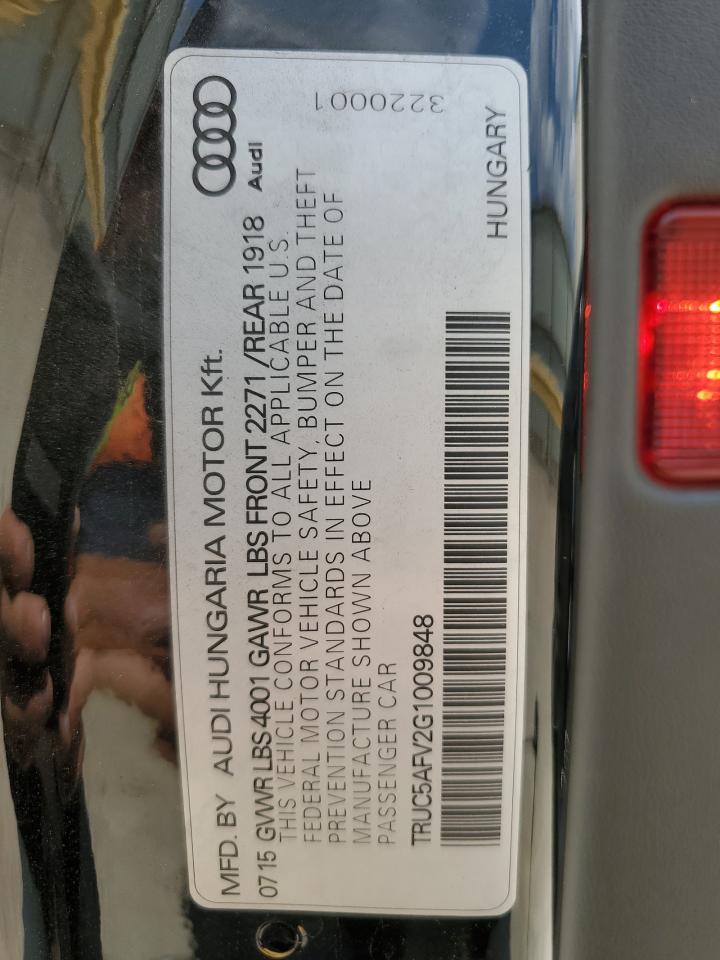 MFD. BY AUDI HUNGARIA MOTOR Kft.
Audi
0715 GVWR LBS 4001 GAWR LBS FRONT 2271 /REAR 1918
THIS VEHICLE CONFORMS TO ALL APPLICABLE U.S.
FEDERAL MOTOR VEHICLE SAFETY, BUMPER AND THEFT
PREVENTION STANDARDS IN EFFECT ON THE DATE OF
MANUFACTURE SHOWN ABOVE
PASSENGER CAR
3220001
TRUC5AFV2G1009848
HUNGARY